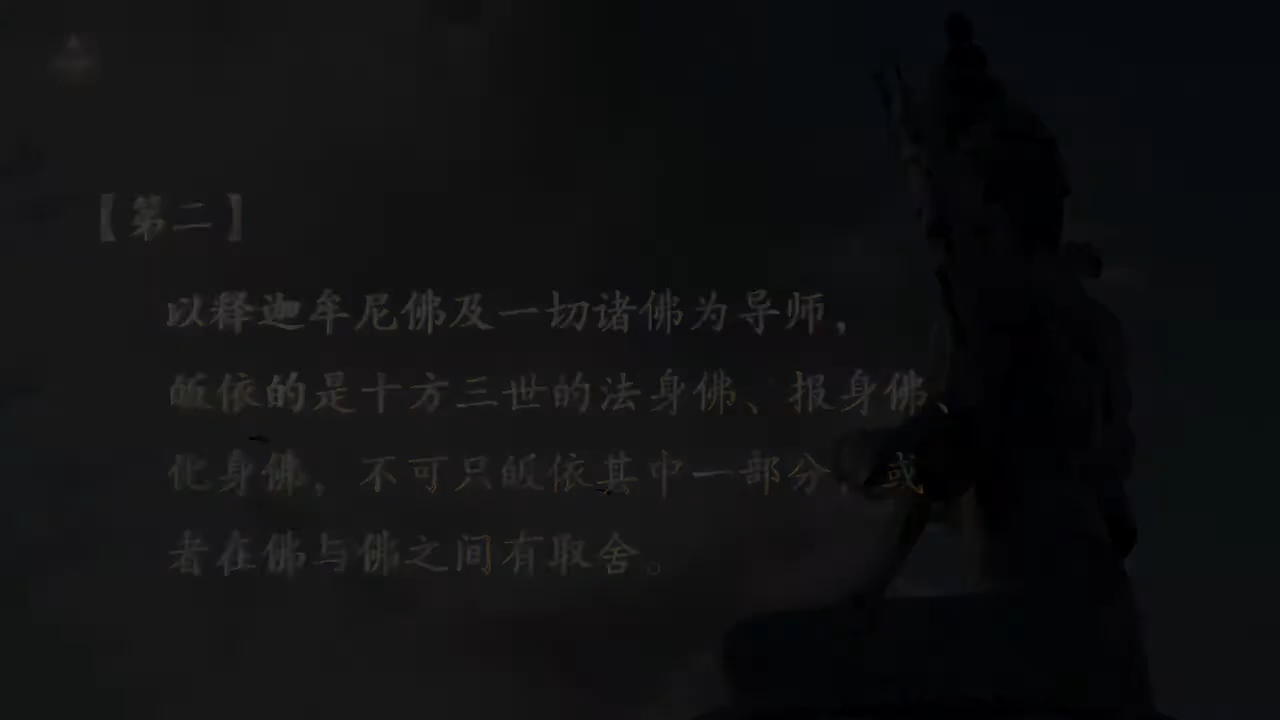 【第二】
以释迦牟尼佛及一切诸佛为导师，
皈依的是十方三世的法身佛、报身佛、
化身佛，不可只皈依其中一部分，或
者在佛与佛之间有取舍。